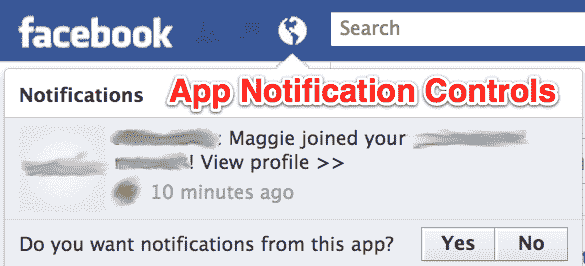 facebook
Search
Notifications
App Notification Controls
: Maggie joined your
! View profile >>
10 minutes ago
Do you want notifications from this app?
Yes
No